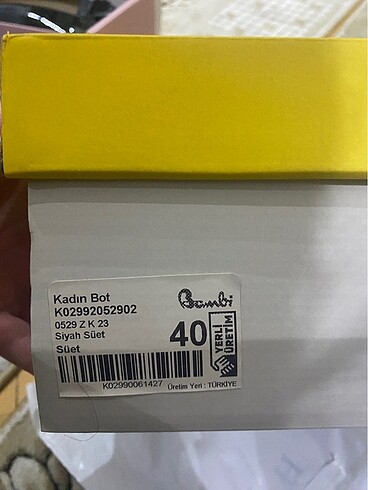 Kadın Bot
Bambi
K02992052902
0529 Z K 23
Siyah Süet
40
YERLİ
ÜRETİM
Süet
K02990061427
Üretim Yeri : TÜRKİYE